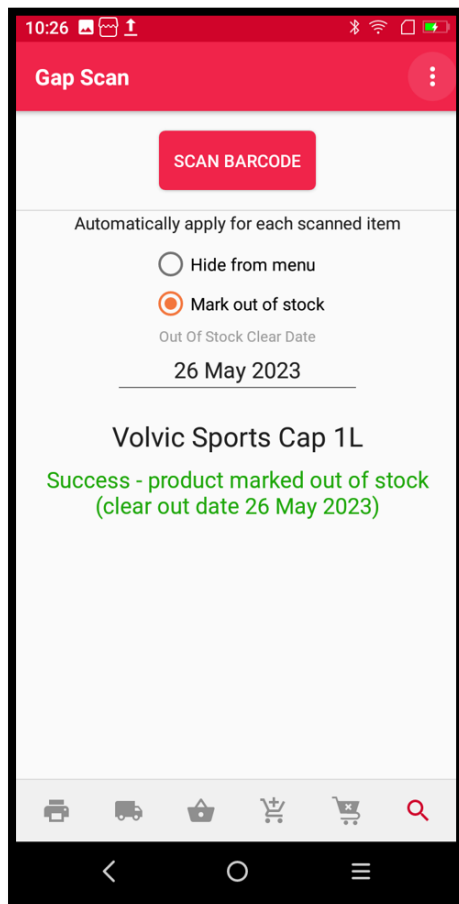 10:26
Gap Scan
SCAN BARCODE
Automatically apply for each scanned item
Hide from menu
Mark out of stock
Out Of Stock Clear Date
26 May 2023
Volvic Sports Cap 1L
Success - product marked out of stock
(clear out date 26 May 2023)